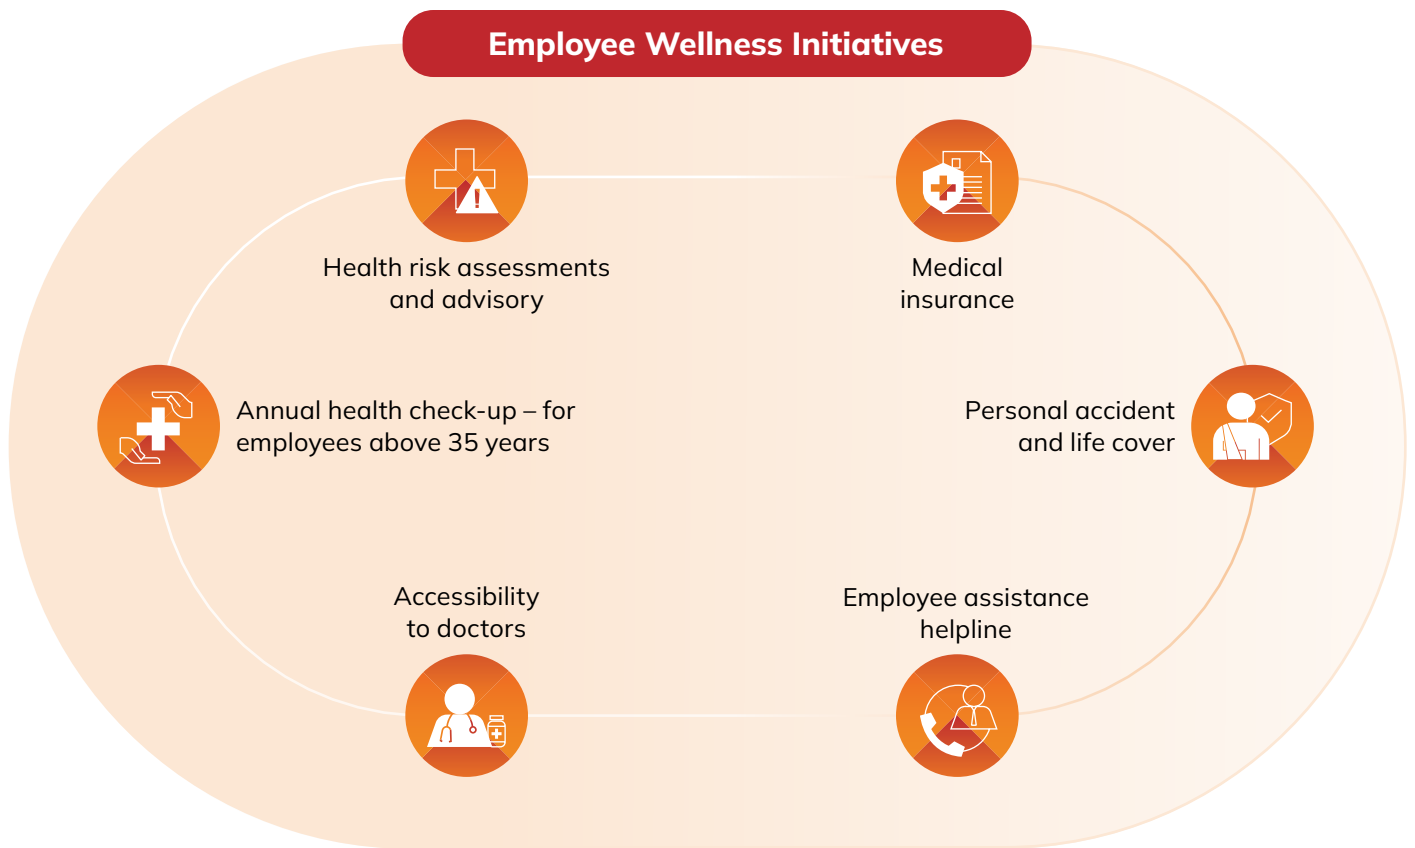 Employee Wellness Initiatives
Health risk assessments
and advisory
Medical
insurance
Annual health check-up – for
employees above 35 years
Personal accident
and life cover
Accessibility
to doctors
Employee assistance
helpline